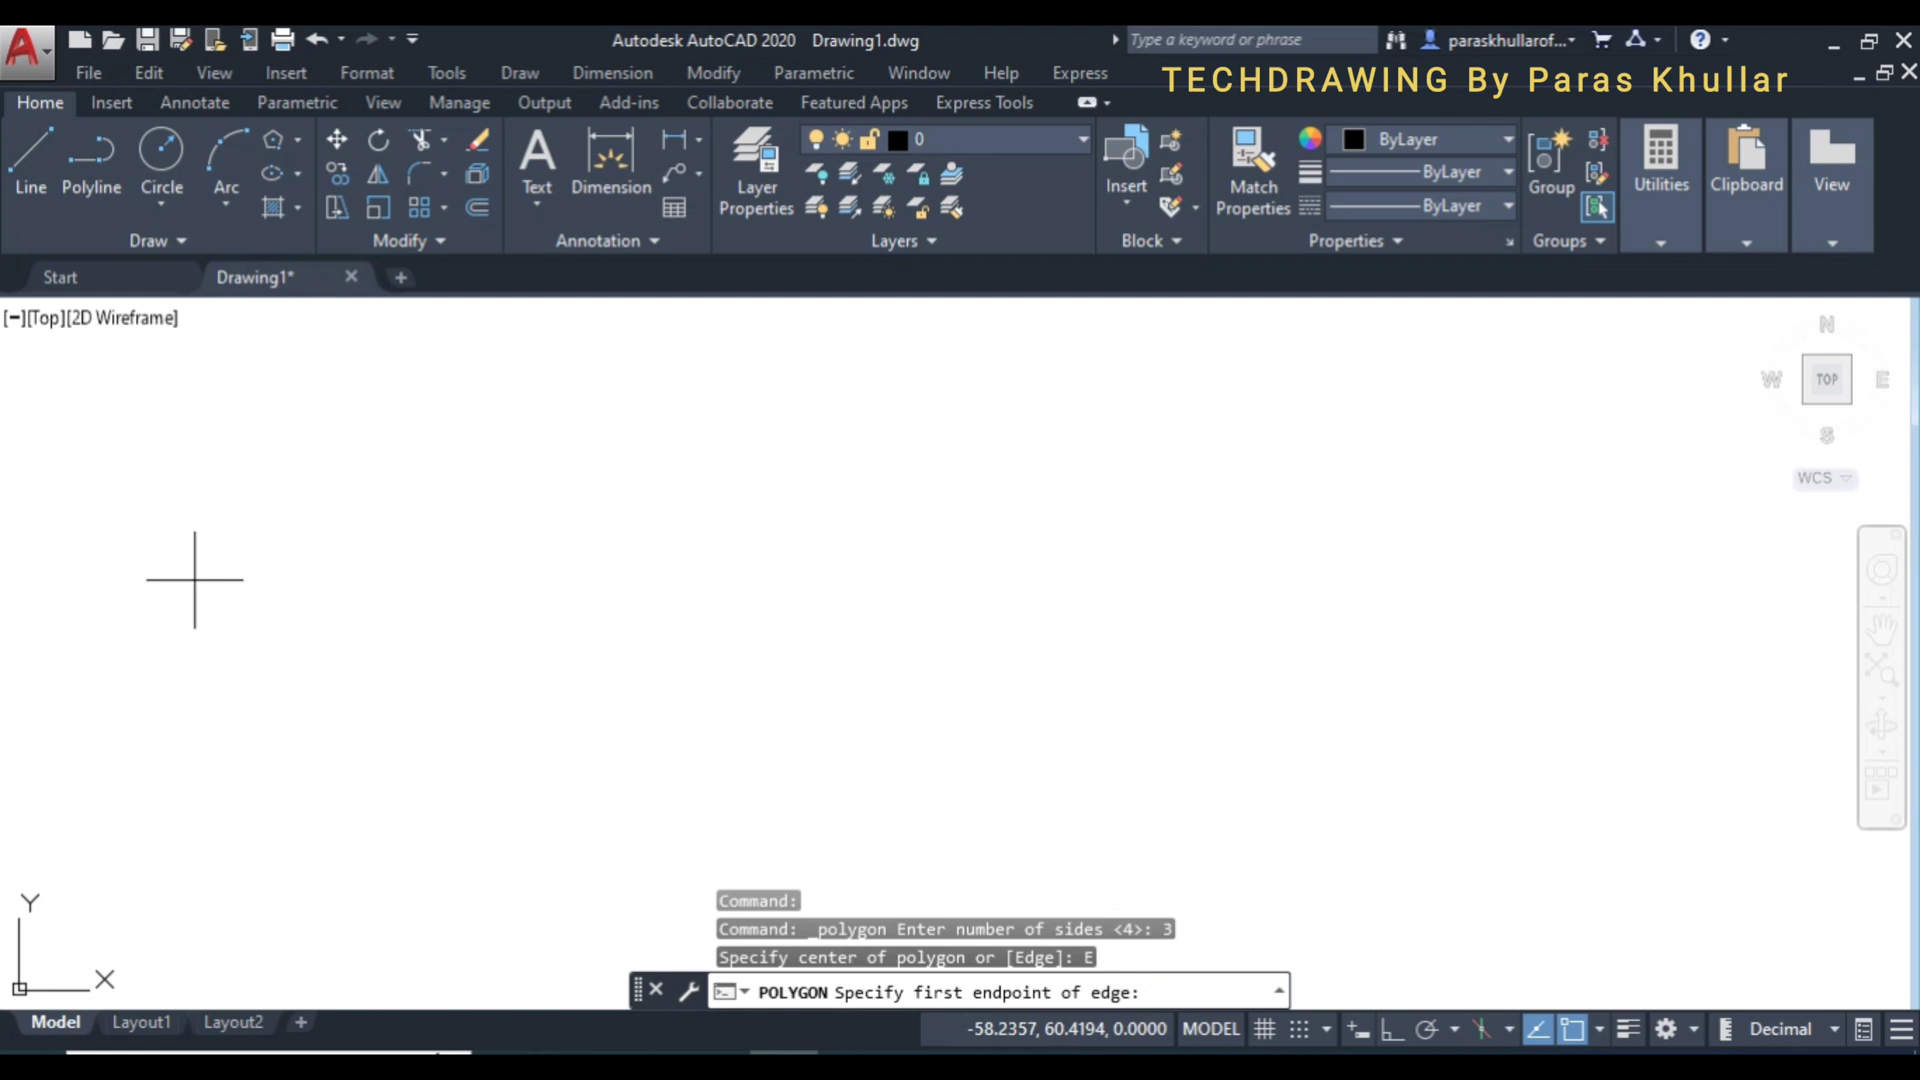 Autodesk AutoCAD 2020 Drawing1.dwg
Type a keyword or phrase
paraskhullarof...
File Edit View Insert Format Tools Draw Dimension Modify Parametric Window Help Express
TECHDRAWING By Paras Khullar
Home Insert Annotate Parametric View Manage Output Add-ins Collaborate Featured Apps Express Tools
0
ByLayer
ByLayer
ByLayer
Line Polyline Circle Arc
Text Dimension
Layer Properties
Insert
Match Properties
Group
Utilities
Clipboard
View
Draw Modify Annotation Layers Block Properties Groups
Start Drawing1*
[−][Top][2D Wireframe]
N
W TOP E
S
WCS
Y
X
Command:
Command: _polygon Enter number of sides <4>: 3
Specify center of polygon or [Edge]: E
POLYGON Specify first endpoint of edge:
Model Layout1 Layout2
-58.2357, 60.4194, 0.0000 MODEL
Decimal